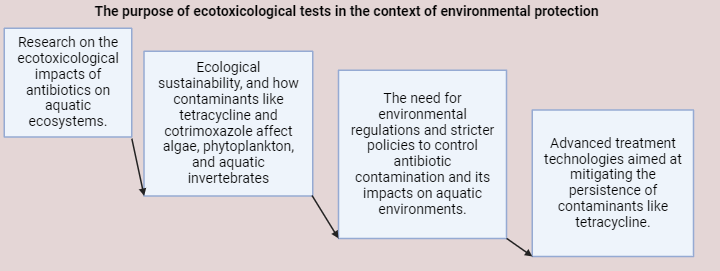 The purpose of ecotoxicological tests in the context of environmental protection
Research on the
ecotoxicological
impacts of
antibiotics on
aquatic
ecosystems.
Ecological
sustainability, and how
contaminants like
tetracycline and
cotrimoxazole affect
algae, phytoplankton,
and aquatic
invertebrates
The need for
environmental
regulations and stricter
policies to control
antibiotic
contamination and its
impacts on aquatic
environments.
Advanced treatment
technologies aimed at
mitigating the
persistence of
contaminants like
tetracycline.